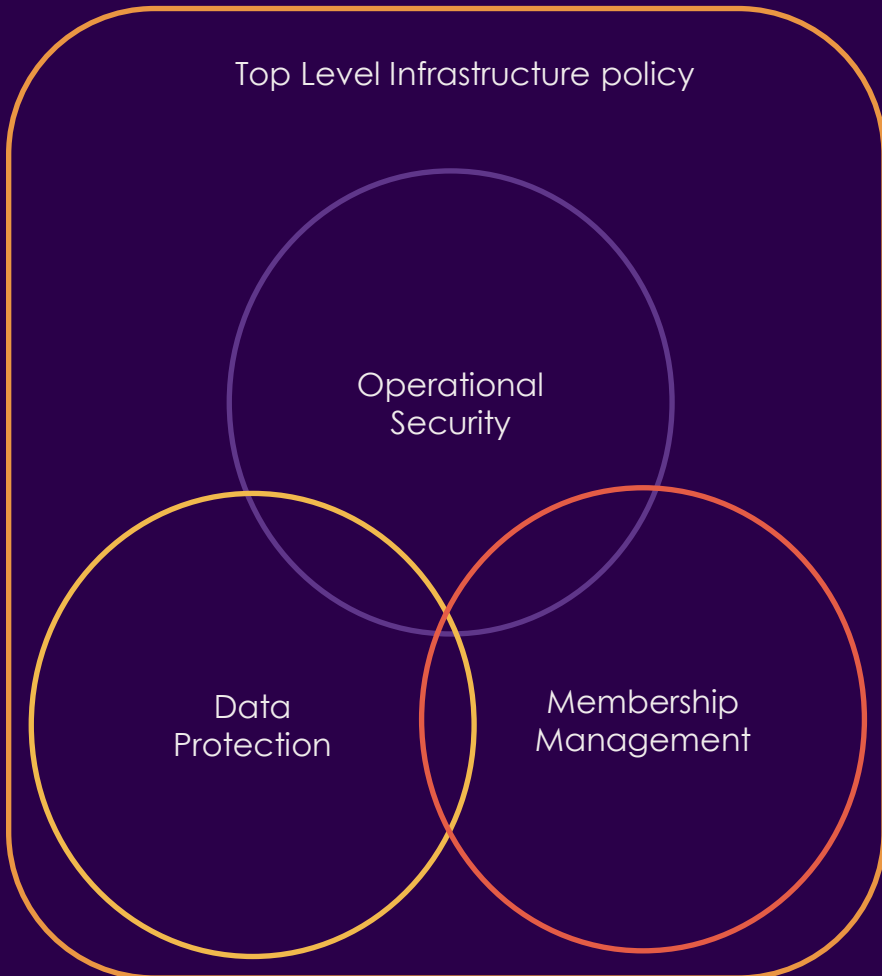 Top Level Infrastructure policy
Operational
Security
Data
Protection
Membership
Management